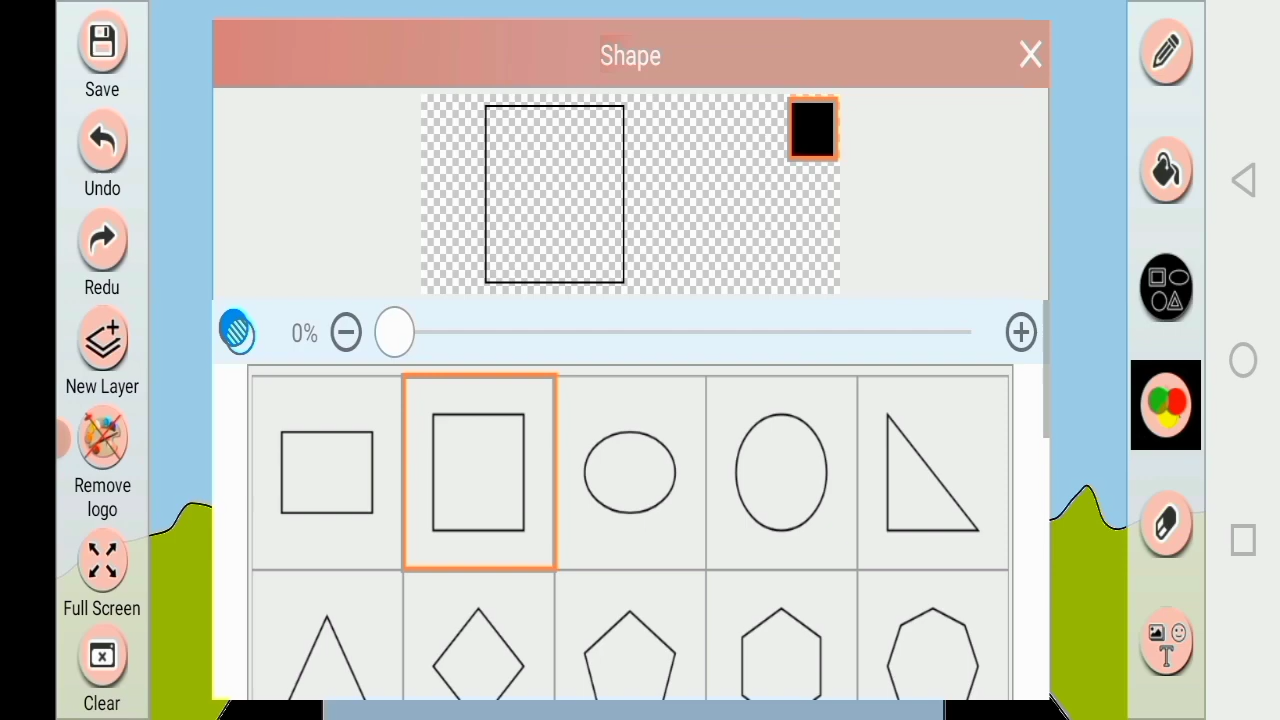 Shape
Save
Undo
Redu
New Layer
Remove
logo
Full Screen
Clear
0%
T